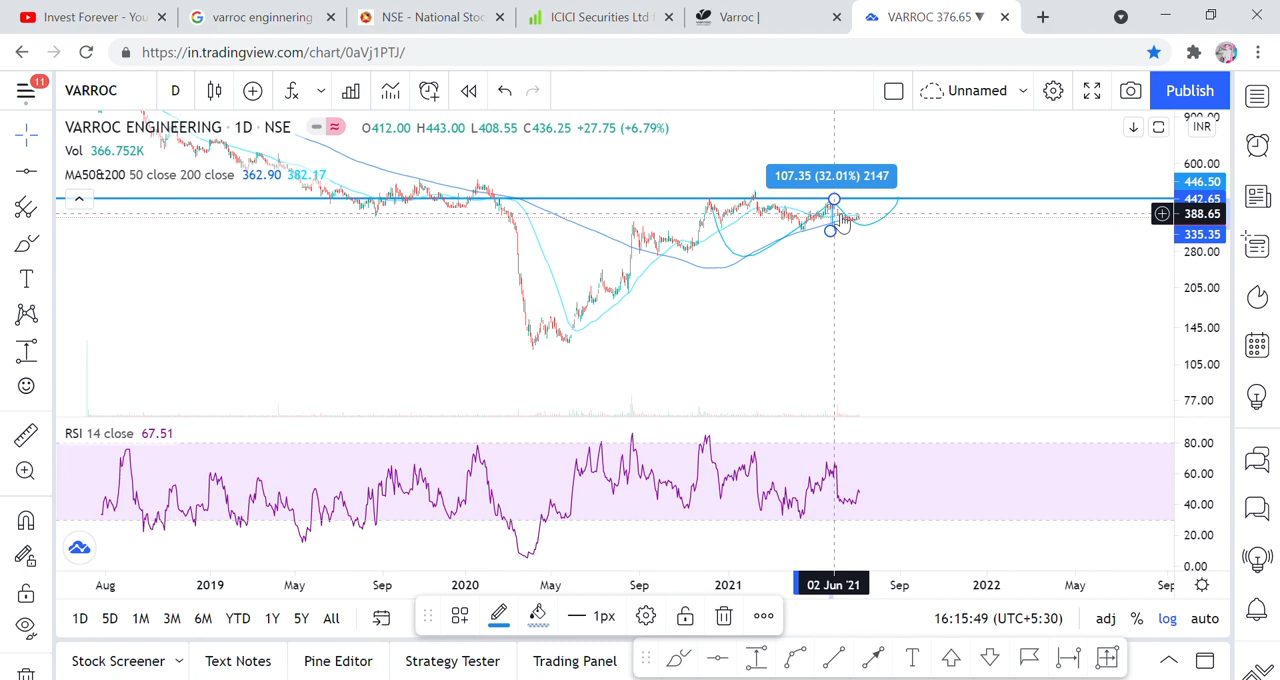 Invest Forever - You
varroc enginnering
NSE - National Stoc
ICICI Securities Ltd f
Varroc |
VARROC 376.65 ▼
https://in.tradingview.com/chart/0aVj1PTJ/
11
VARROC
D
Unnamed
Publish
VARROC ENGINEERING · 1D · NSE
O412.00 H443.00 L408.55 C436.25 +27.75 (+6.79%)
Vol 366.752K
MA50&200 50 close 200 close 362.90 382.17
107.35 (32.01%) 2147
900.00
INR
600.00
446.50
442.65
388.65
335.35
280.00
205.00
145.00
105.00
77.00
RSI 14 close 67.51
80.00
60.00
40.00
20.00
0.00
Aug 2019 May Sep 2020 May Sep 2021 02 Jun '21 Sep 2022 May Sep
1D 5D 1M 3M 6M YTD 1Y 5Y All
1px
16:15:49 (UTC+5:30)
adj % log auto
Stock Screener Text Notes Pine Editor Strategy Tester Trading Panel